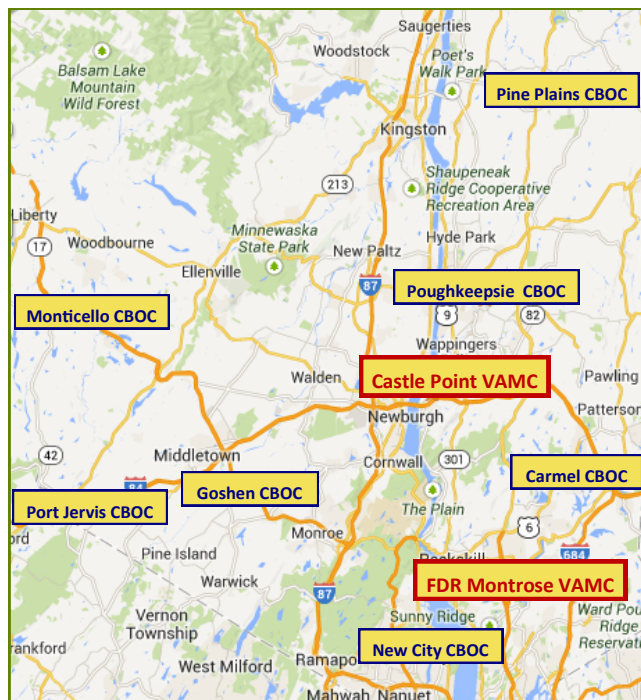 Saugerties
Woodstock
Poet's
Walk Park
Balsam Lake
Mountain
Wild Forest
Pine Plains CBOC
Kingston
213
Shaupeneak
Ridge Cooperative
Recreation Area
Liberty
17
Woodbourne
Minnewaska
State Park
Hyde Park
New Paltz
Ellenville
87
Poughkeepsie CBOC
Monticello CBOC
9
82
Wappingers
Walden
Castle Point VAMC
Pawling
Newburgh
Patterson
42
Middletown
Cornwall
301
Carmel CBOC
84
Goshen CBOC
Port Jervis CBOC
The Plain
Monroe
6
Pine Island
684
Warwick
87
FDR Montrose VAMC
Vernon
Township
Sunny Ridge
Ward Pou
Ridge
Reservati
rankford
New City CBOC
West Milford
Ramapo
Mahwah
Nanuet